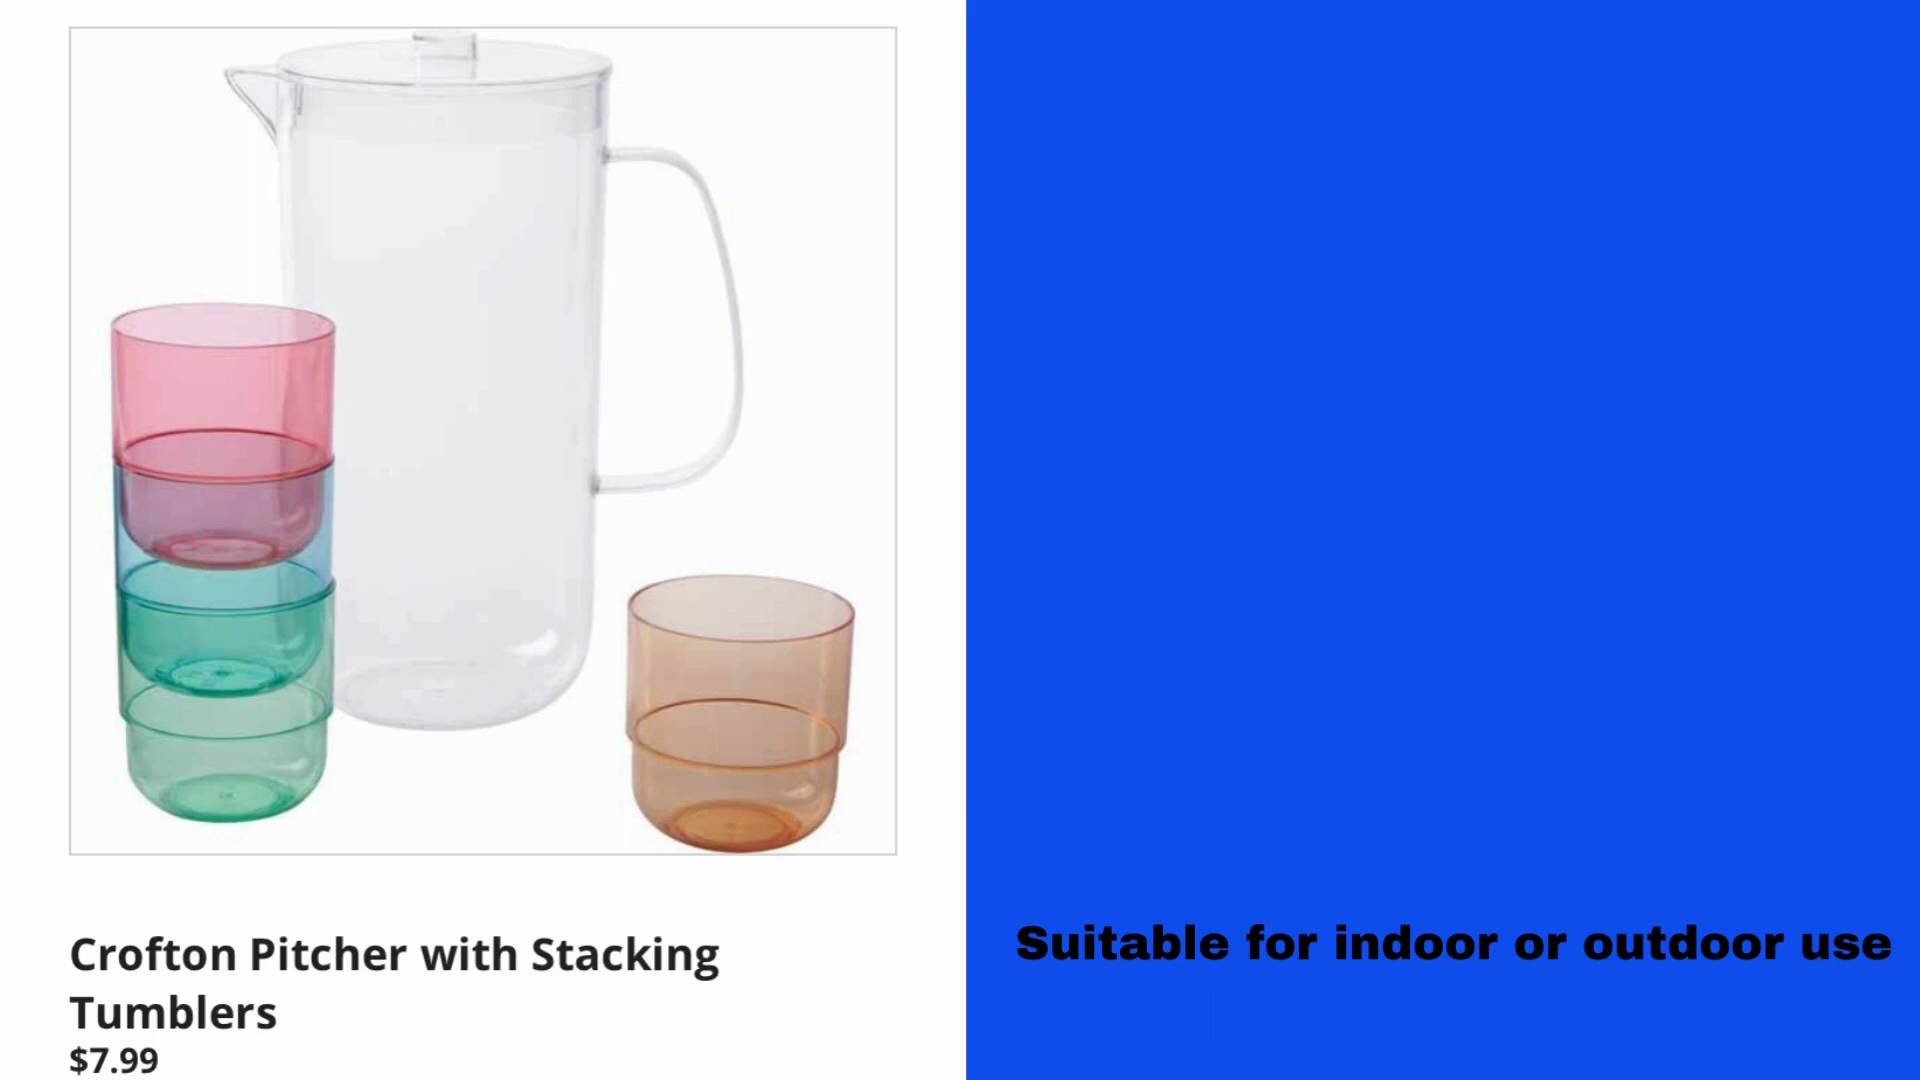 Crofton Pitcher with Stacking
Tumblers
$7.99
Suitable for indoor or outdoor use